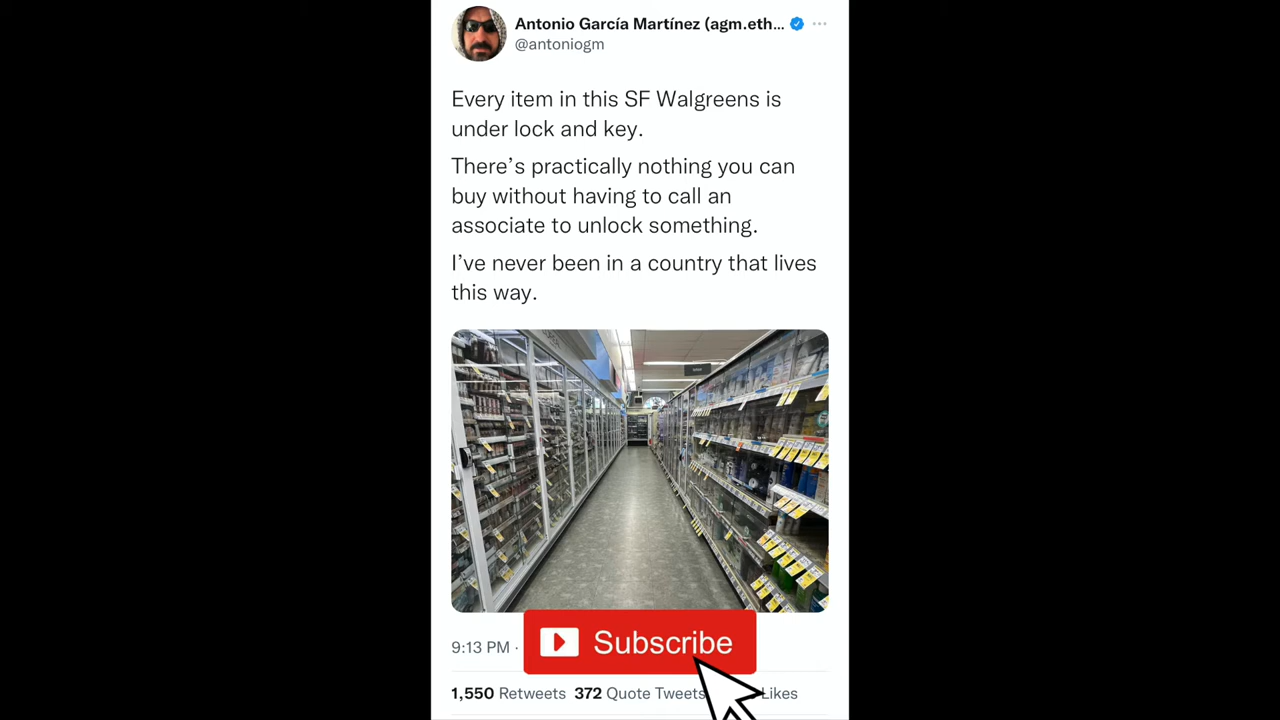 Antonio García Martínez (agm.eth...
@antoniogm
Every item in this SF Walgreens is
under lock and key.
There's practically nothing you can
buy without having to call an
associate to unlock something.
I've never been in a country that lives
this way.
9:13 PM ·
Subscribe
1,550 Retweets 372 Quote Tweets Likes